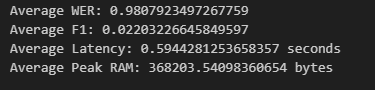 Average WER: 0.9807923497267759
Average F1: 0.02203226645849597
Average Latency: 0.5944281253658357 seconds
Average Peak RAM: 368203.54098360654 bytes